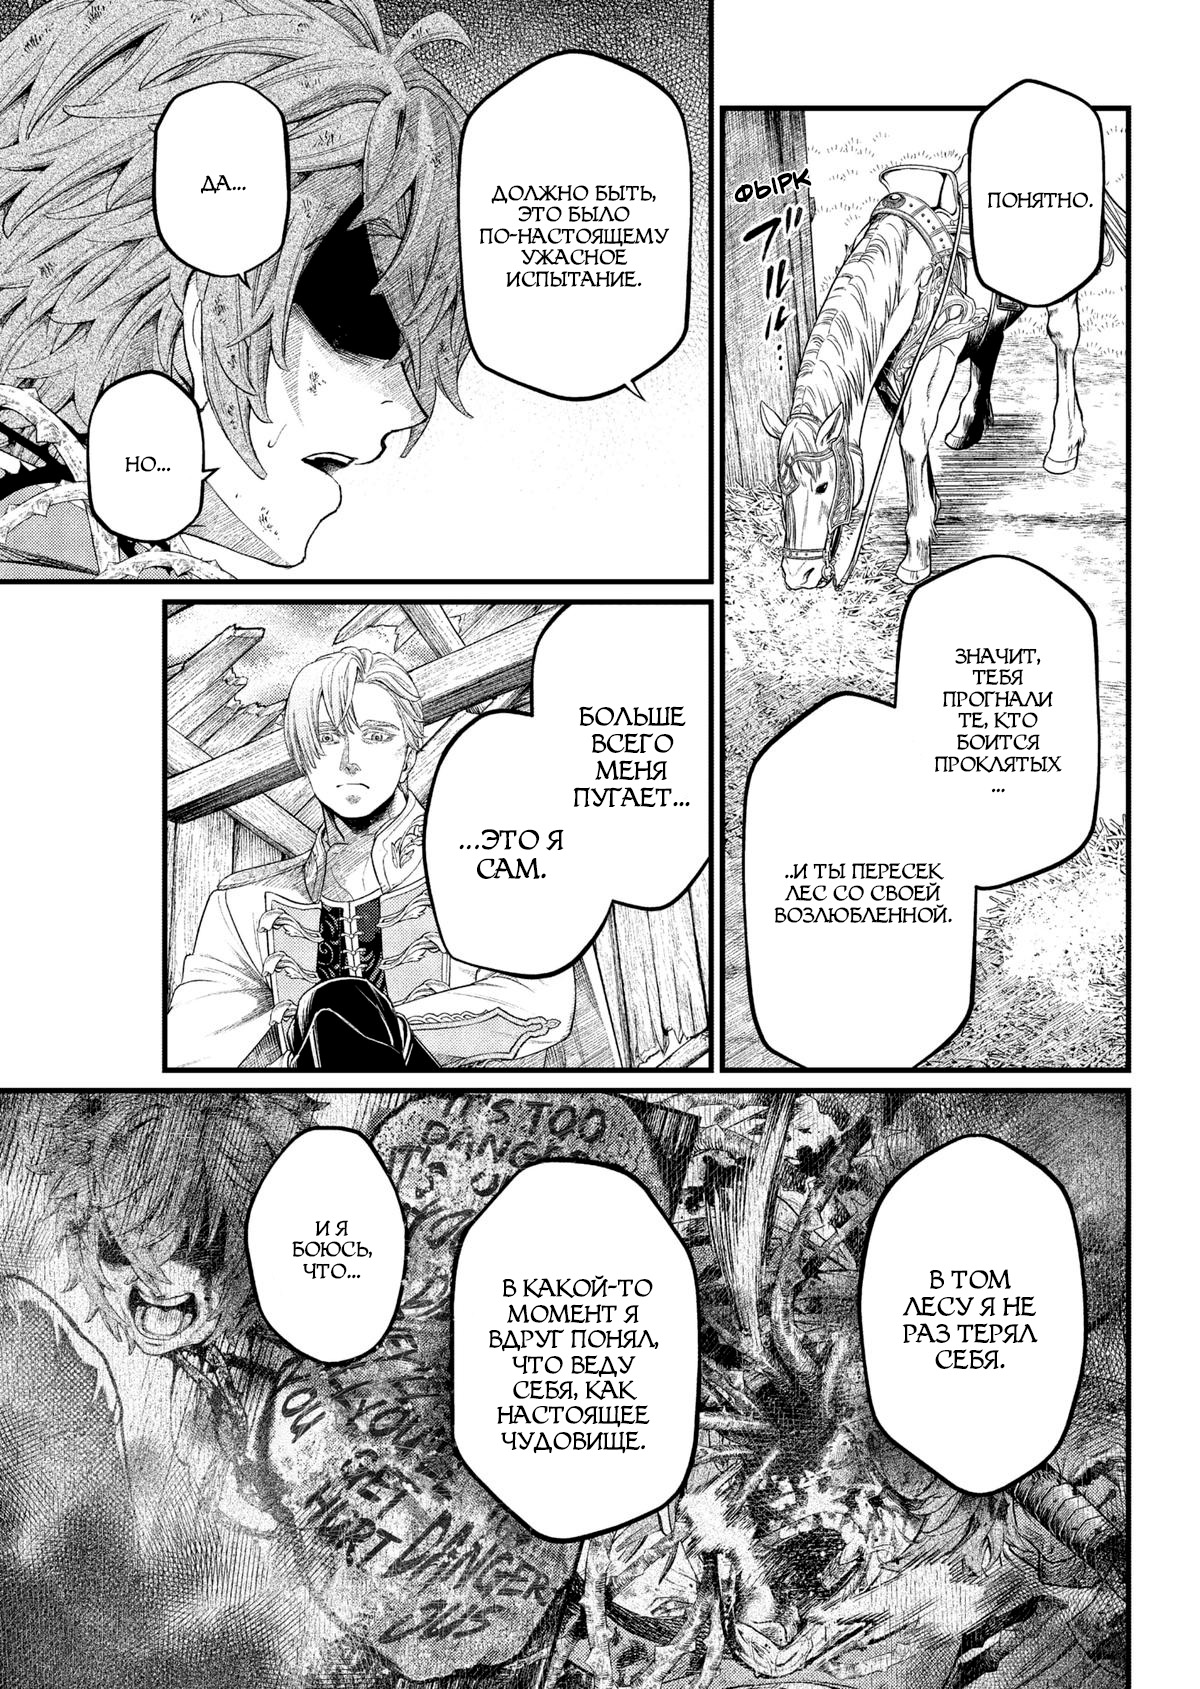 ПОНЯТНО.
ФЫРК
ЗНАЧИТ,
ТЕБЯ
ПРОГНАЛИ
ТЕ, КТО
БОИТСЯ
ПРОКЛЯТЫХ
...
..И ТЫ ПЕРЕСЕК
ЛЕС СО СВОЕЙ
ВОЗЛЮБЛЕННОЙ.
ДОЛЖНО БЫТЬ,
ЭТО БЫЛО
ПО-НАСТОЯЩЕМУ
УЖАСНОЕ
ИСПЫТАНИЕ.
ДА...
НО...
БОЛЬШЕ
ВСЕГО
МЕНЯ
ПУГАЕТ...
...ЭТО Я
САМ.
В ТОМ
ЛЕСУ Я НЕ
РАЗ ТЕРЯЛ
СЕБЯ.
В КАКОЙ-ТО
МОМЕНТ Я
ВДРУГ ПОНЯЛ,
ЧТО ВЕДУ
СЕБЯ, КАК
НАСТОЯЩЕЕ
ЧУДОВИЩЕ.
И Я
БОЮСЬ,
ЧТО...
IT'S TOO
YOU
GET
HURT
DANGER
OUS